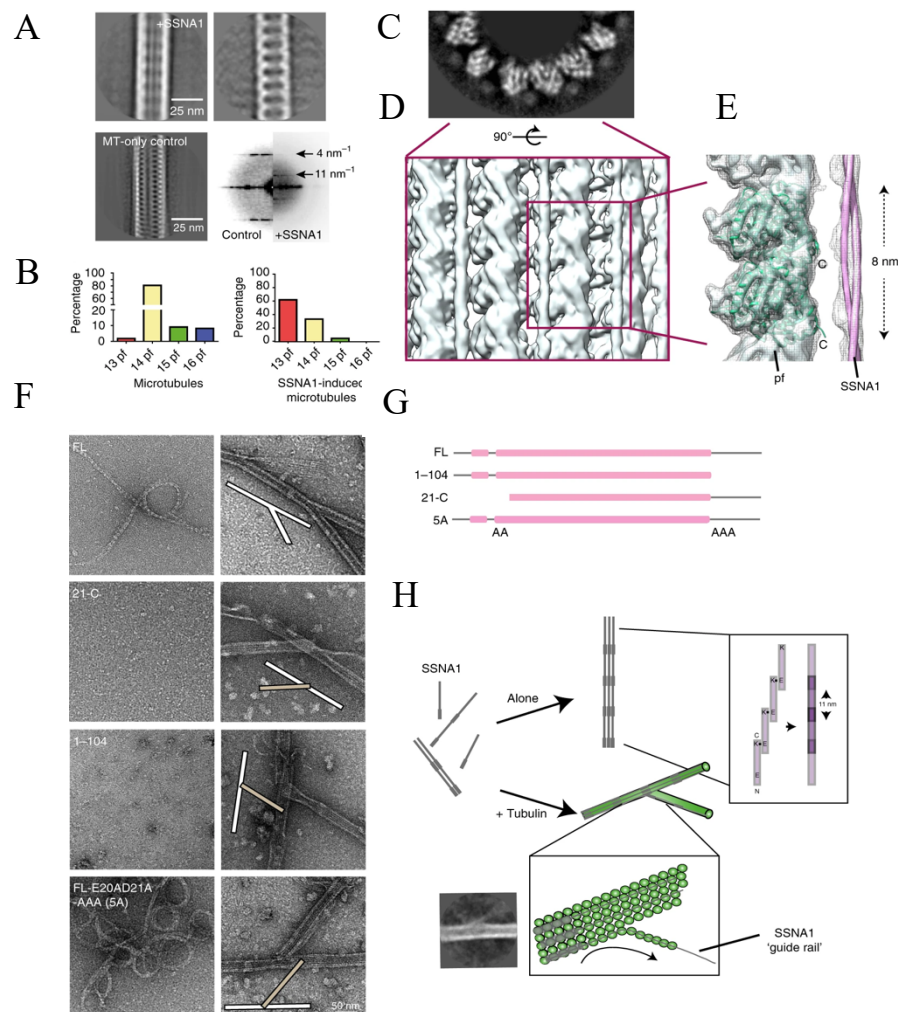 A
+SSNA1
25 nm
25 nm
MT-only control
25 nm
4 nm⁻¹
11 nm⁻¹
Control
+SSNA1
B
Percentage
100
80
60
40
20
10
0
13 pf
14 pf
15 pf
16 pf
Microtubules
Percentage
100
80
60
40
20
0
13 pf
14 pf
15 pf
16 pf
SSNA1-induced
microtubules
C
D
90°
E
C
C
8 nm
pf
SSNA1
F
FL
21-C
1–104
FL-E20AD21A
-AAA (5A)
50 nm
G
FL
1–104
21-C
5A
AA
AAA
H
SSNA1
Alone
+ Tubulin
K
K
E
K
E
C
K
E
E
N
11 nm
SSNA1
'guide rail'